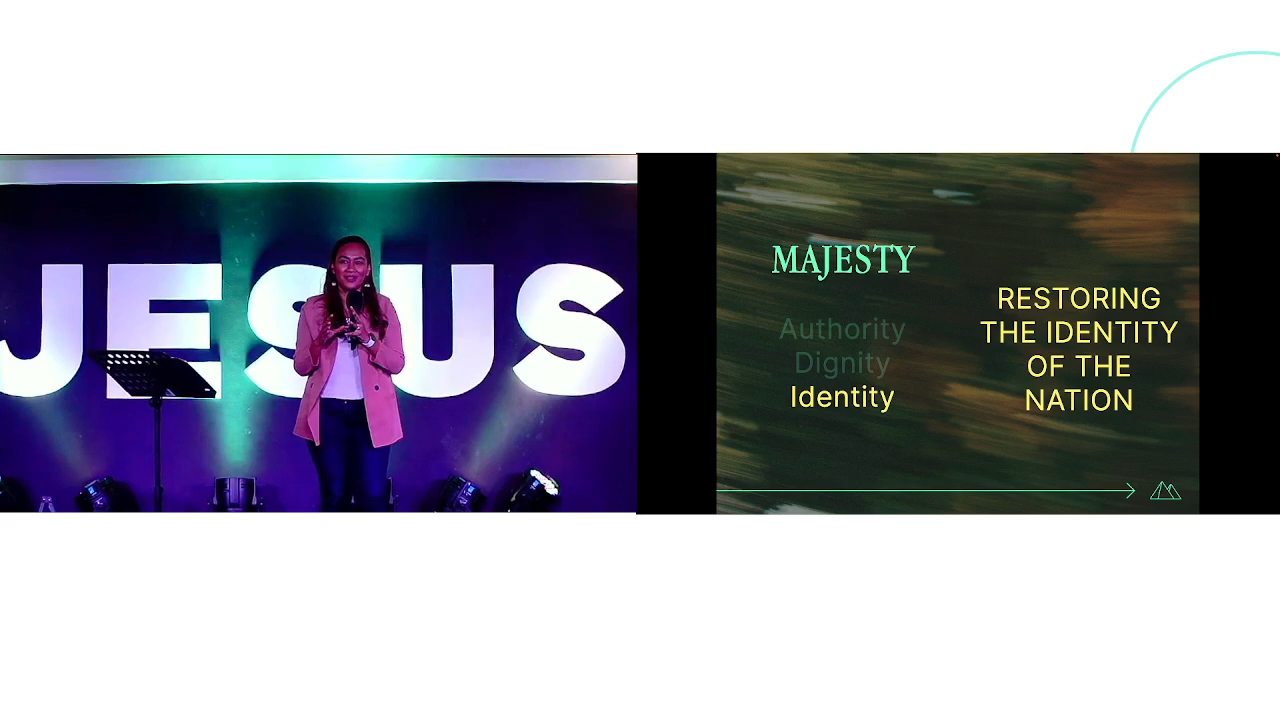 JESUS
MAJESTY
Authority
Dignity
Identity
RESTORING
THE IDENTITY
OF THE
NATION